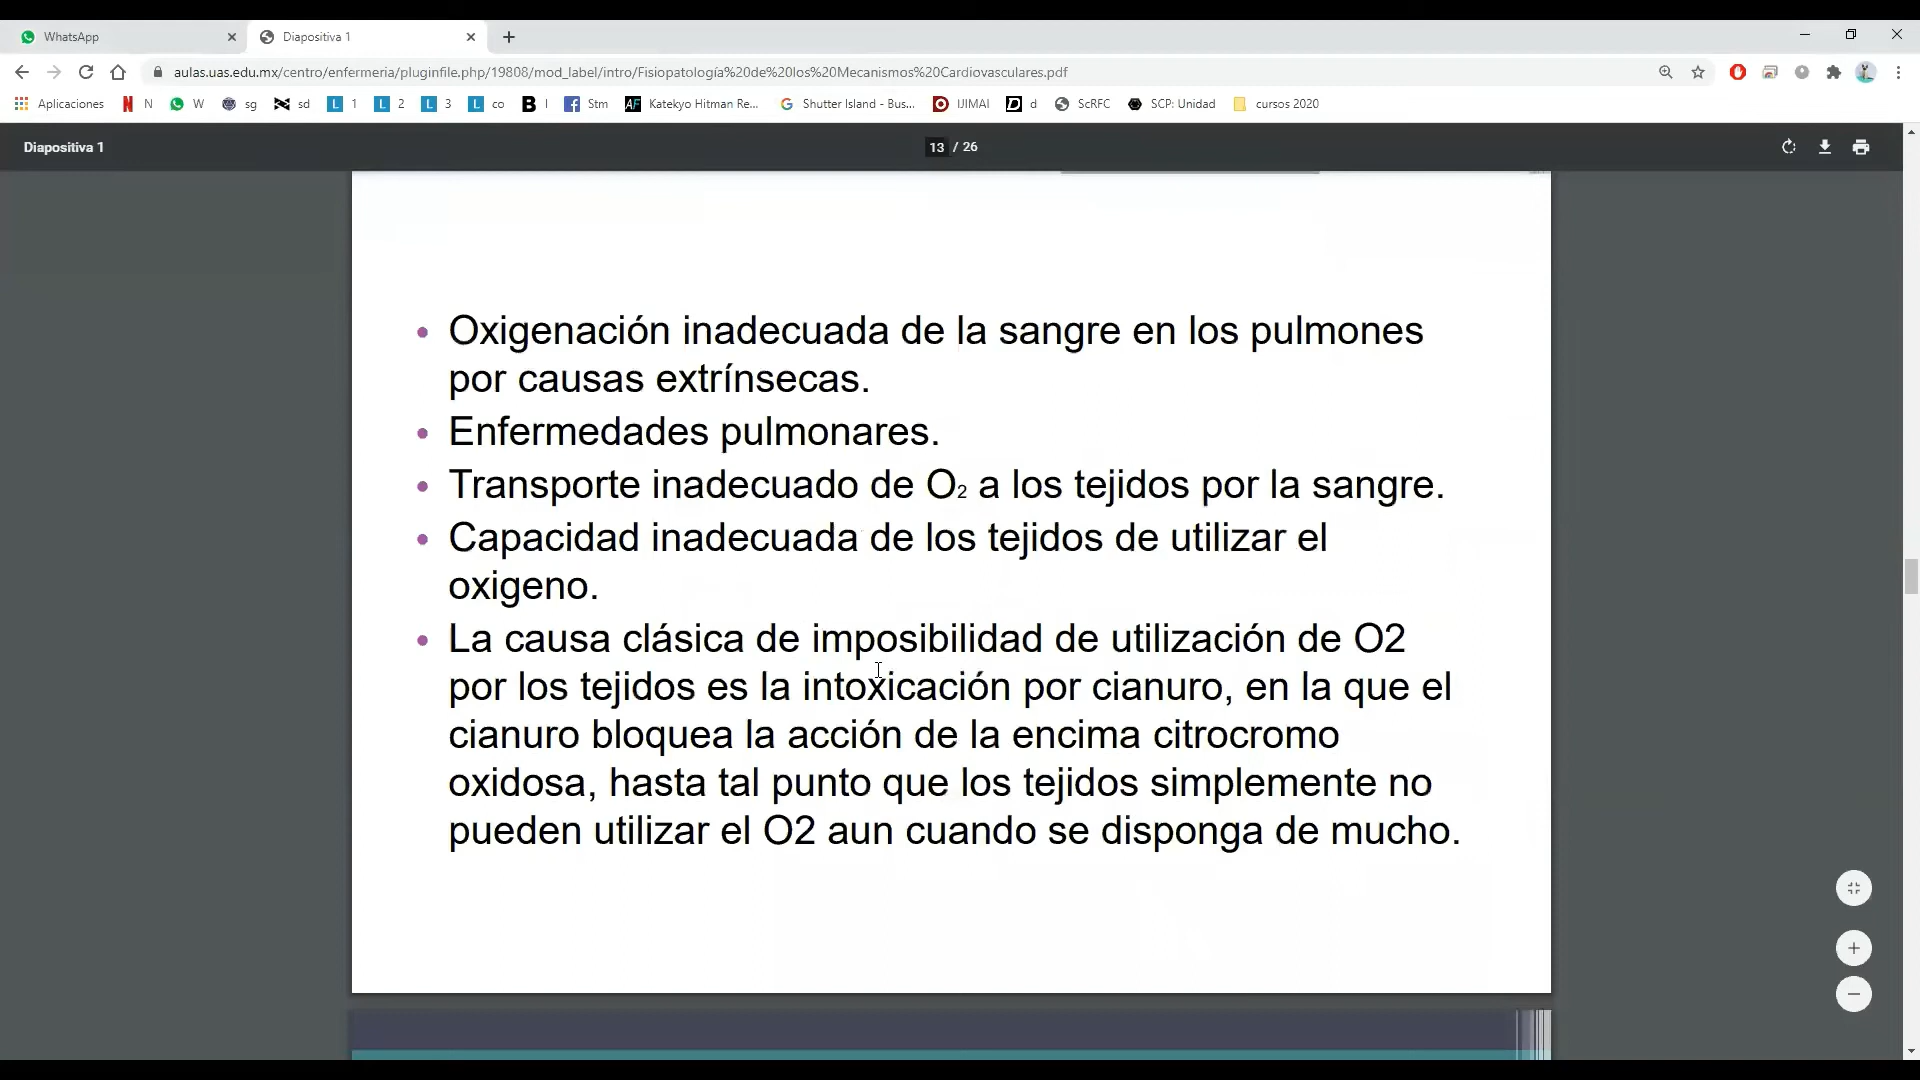 WhatsApp
Diapositiva 1
aulas.uas.edu.mx/centro/enfermeria/pluginfile.php/19808/mod_label/intro/Fisiopatología%20de%20los%20Mecanismos%20Cardiovasculares.pdf
Aplicaciones N N W sg sd L 1 L 2 L 3 L co B I Stm AF Katekyo Hitman Re... G Shutter Island - Bus... IJIMAI D d ScRFC SCP: Unidad cursos 2020
Diapositiva 1 13 / 26
Oxigenación inadecuada de la sangre en los pulmones
por causas extrínsecas.
Enfermedades pulmonares.
Transporte inadecuado de O₂ a los tejidos por la sangre.
Capacidad inadecuada de los tejidos de utilizar el
oxigeno.
La causa clásica de imposibilidad de utilización de O2
por los tejidos es la intoxicación por cianuro, en la que el
cianuro bloquea la acción de la encima citrocromo
oxidosa, hasta tal punto que los tejidos simplemente no
pueden utilizar el O2 aun cuando se disponga de mucho.